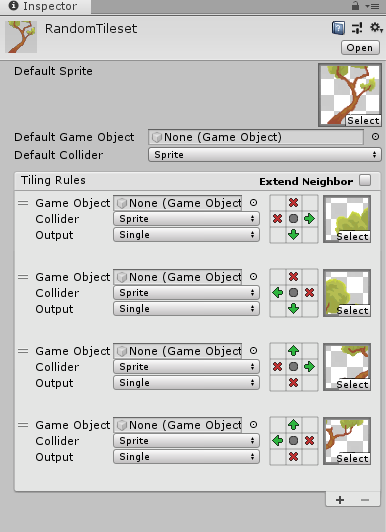 Inspector
RandomTileset
Open
Default Sprite
Select
Default Game Object None (Game Object)
Default Collider Sprite
Tiling Rules Extend Neighbor
Game Object None (Game Object
Collider Sprite
Output Single
Select
Game Object None (Game Object
Collider Sprite
Output Single
Select
Game Object None (Game Object
Collider Sprite
Output Single
Select
Game Object None (Game Object
Collider Sprite
Output Single
Select